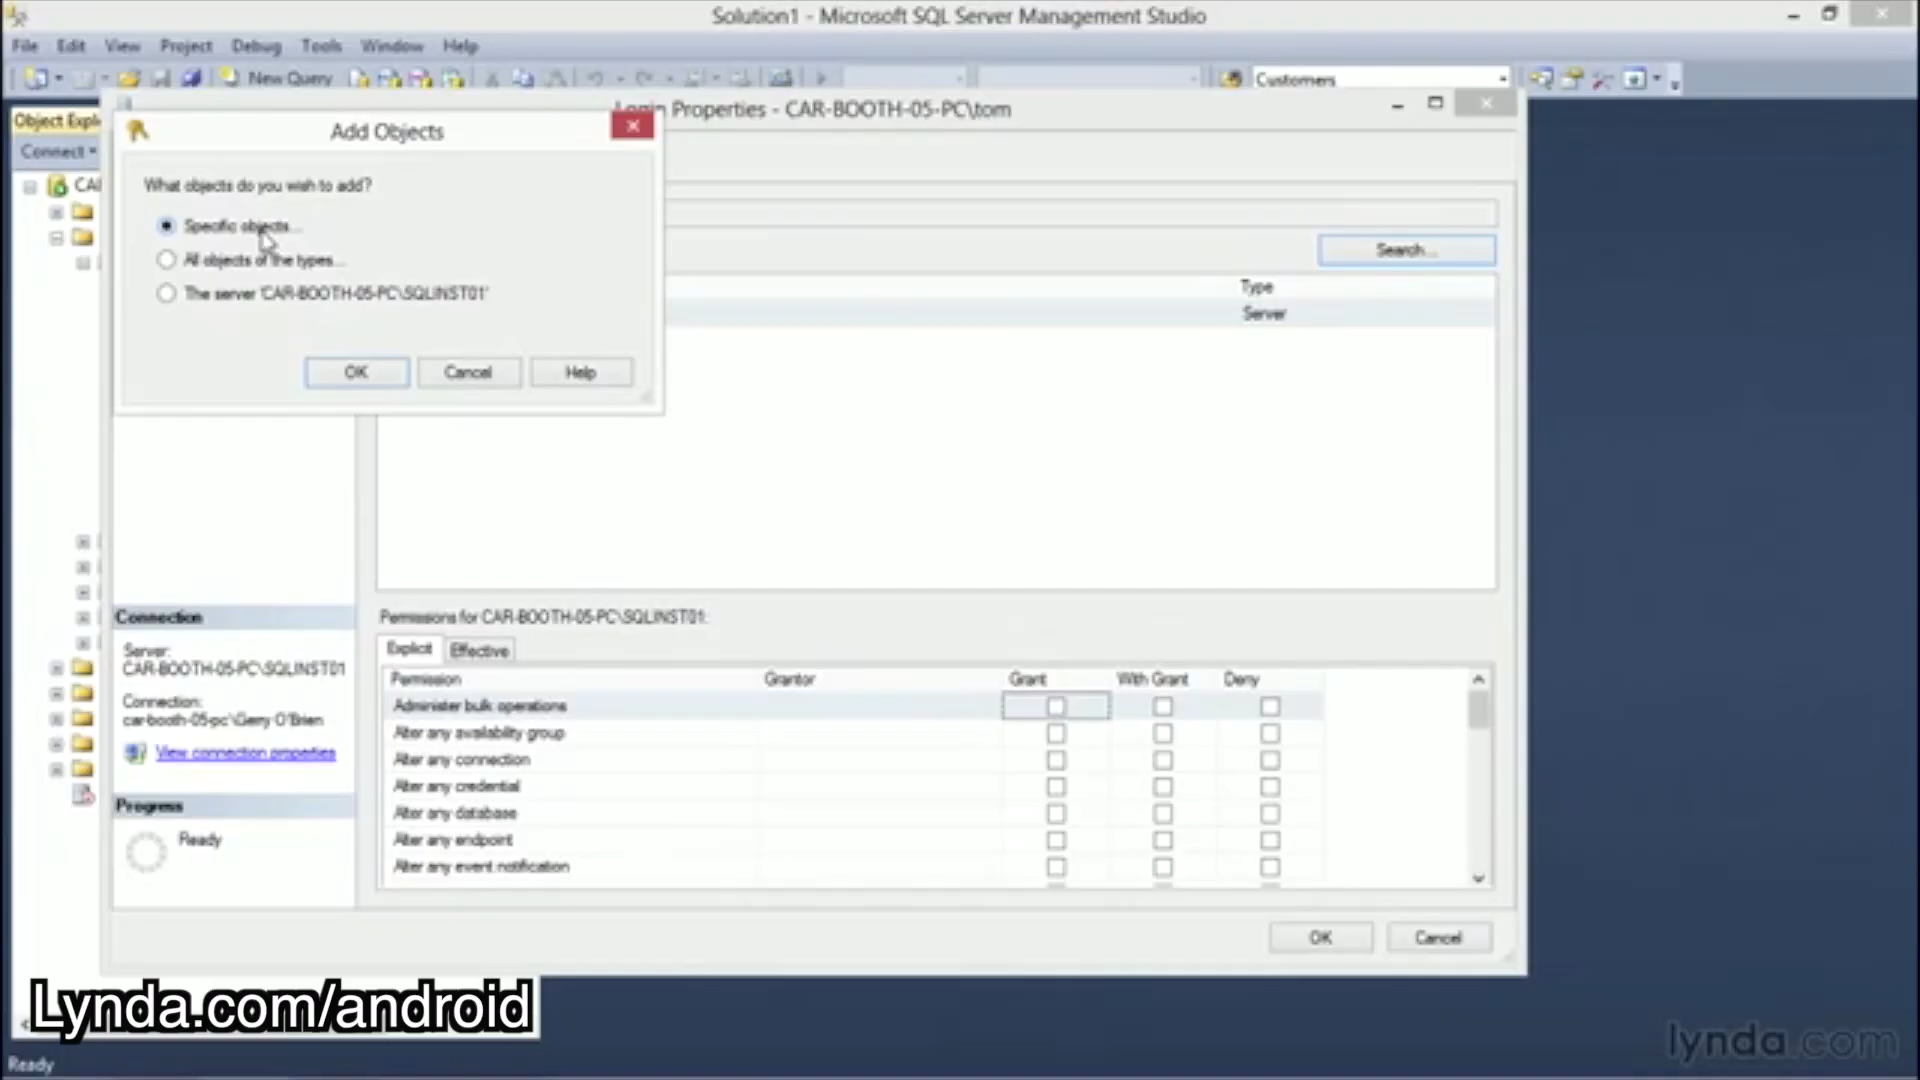 Solution1 - Microsoft SQL Server Management Studio
File Edit View Project Debug Tools Window Help
New Query
Customers
Object Expl
Login Properties - CAR-BOOTH-05-PC\tom
Add Objects
Connect
What objects do you wish to add?
Specific objects...
All objects of the types...
The server 'CAR-BOOTH-05-PC\SQLINST01'
OK Cancel Help
Search...
Type
Server
Connection
Server:
CAR-BOOTH-05-PC\SQLINST01
Connection:
car-booth-05-pc\Gerry O'Brien
View connection properties
Progress
Ready
Permissions for CAR-BOOTH-05-PC\SQLINST01:
Explicit Effective
Permission Grantor Grant With Grant Deny
Administer bulk operations
Alter any availability group
Alter any connection
Alter any credential
Alter any database
Alter any endpoint
Alter any event notification
OK Cancel
Lynda.com/android
lynda.com
Ready